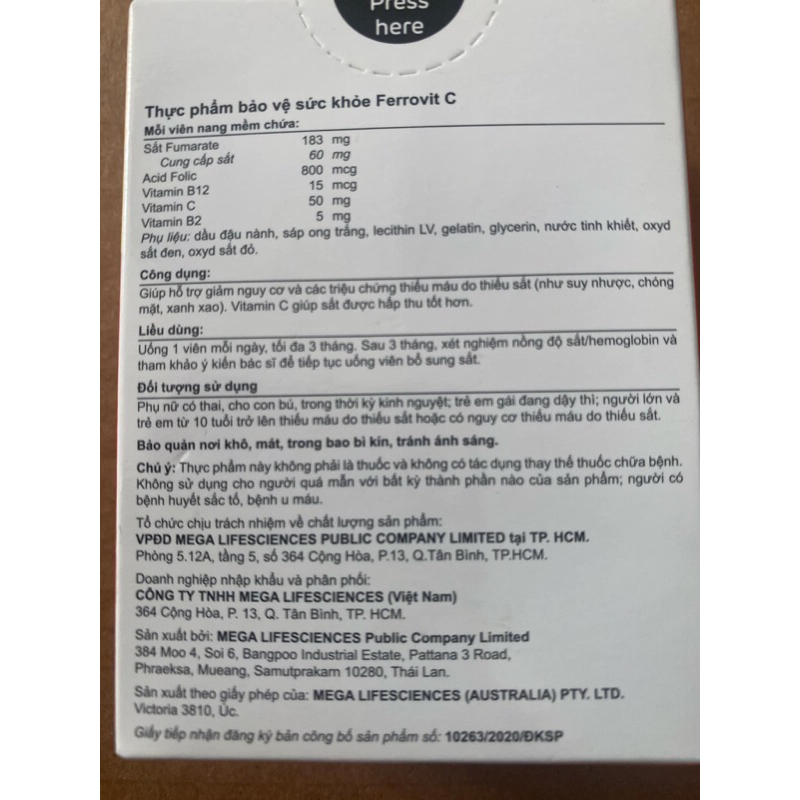 Press
here
Thực phẩm bảo vệ sức khỏe Ferrovit C
Mỗi viên nang mềm chứa:
Sắt Fumarate 183 mg
Cung cấp sắt 60 mg
Acid Folic 800 mcg
Vitamin B12 15 mcg
Vitamin C 50 mg
Vitamin B2 5 mg
Phụ liệu: dầu đậu nành, sáp ong trắng, lecithin LV, gelatin, glycerin, nước tinh khiết, oxyd
sắt đen, oxyd sắt đỏ.
Công dụng:
Giúp hỗ trợ giảm nguy cơ và các triệu chứng thiếu máu do thiếu sắt (như suy nhược, chóng
mặt, xanh xao). Vitamin C giúp sắt được hấp thu tốt hơn.
Liều dùng:
Uống 1 viên mỗi ngày, tối đa 3 tháng. Sau 3 tháng, xét nghiệm nồng độ sắt/hemoglobin và
tham khảo ý kiến bác sĩ để tiếp tục uống viên bổ sung sắt.
Đối tượng sử dụng
Phụ nữ có thai, cho con bú, trong thời kỳ kinh nguyệt; trẻ em gái đang dậy thì; người lớn và
trẻ em từ 10 tuổi trở lên thiếu máu do thiếu sắt hoặc có nguy cơ thiếu máu do thiếu sắt.
Bảo quản nơi khô, mát, trong bao bì kín, tránh ánh sáng.
Chú ý: Thực phẩm này không phải là thuốc và không có tác dụng thay thế thuốc chữa bệnh.
Không sử dụng cho người quá mẫn với bất kỳ thành phần nào của sản phẩm; người có
bệnh huyết sắc tố, bệnh u máu.
Tổ chức chịu trách nhiệm về chất lượng sản phẩm:
VPĐD MEGA LIFESCIENCES PUBLIC COMPANY LIMITED tại TP. HCM.
Phòng 5.12A, tầng 5, số 364 Cộng Hòa, P.13, Q.Tân Bình, TP.HCM.
Doanh nghiệp nhập khẩu và phân phối:
CÔNG TY TNHH MEGA LIFESCIENCES (Việt Nam)
364 Cộng Hòa, P. 13, Q. Tân Bình, TP. HCM.
Sản xuất bởi: MEGA LIFESCIENCES Public Company Limited
384 Moo 4, Soi 6, Bangpoo Industrial Estate, Pattana 3 Road,
Phraeksa, Mueang, Samutprakarn 10280, Thái Lan.
Sản xuất theo giấy phép của: MEGA LIFESCIENCES (AUSTRALIA) PTY. LTD.
Victoria 3810, Úc.
Giấy tiếp nhận đăng ký bản công bố sản phẩm số: 10263/2020/ĐKSP